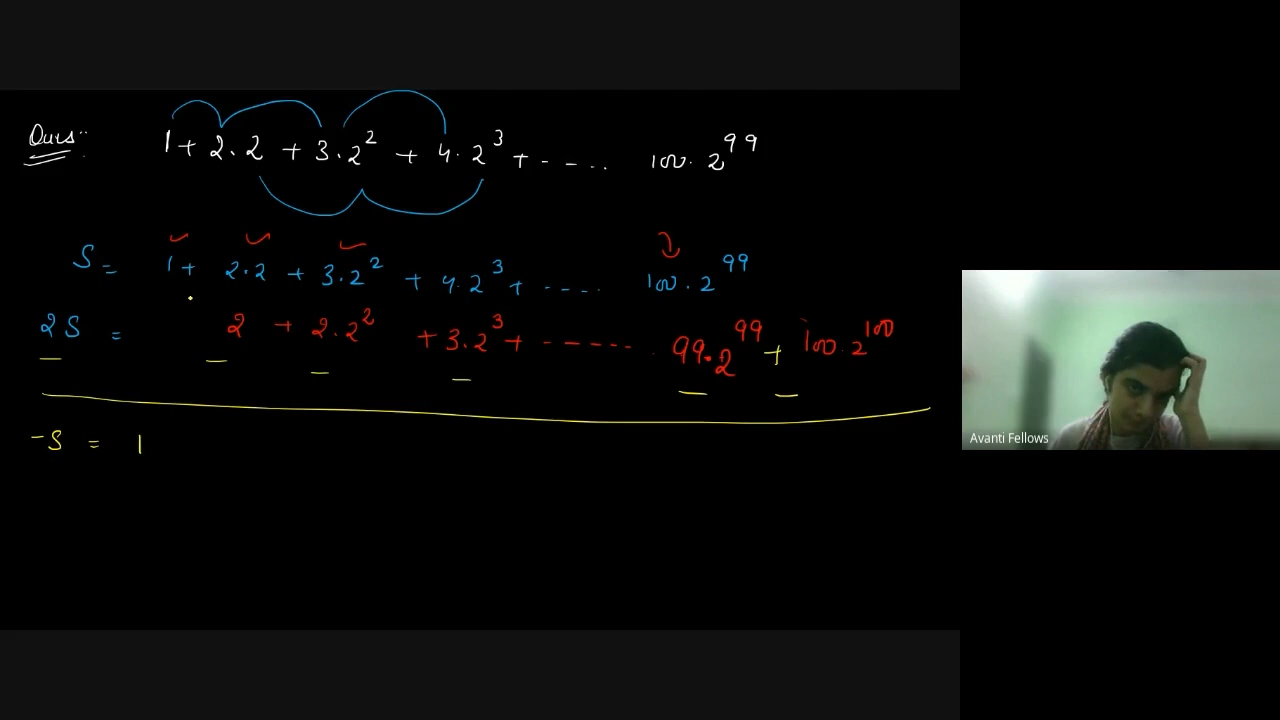 Ques:- 1 + 2.2 + 3.2² + 4.2³ + - - - .. 100.2⁹⁹
S = 1 + 2.2 + 3.2² + 4.2³ + - - - . 100.2⁹⁹
2S = 2 + 2.2² + 3.2³ + - - - - - - 99.2⁹⁹ + 100.2¹⁰⁰
-S = 1
Avanti Fellows